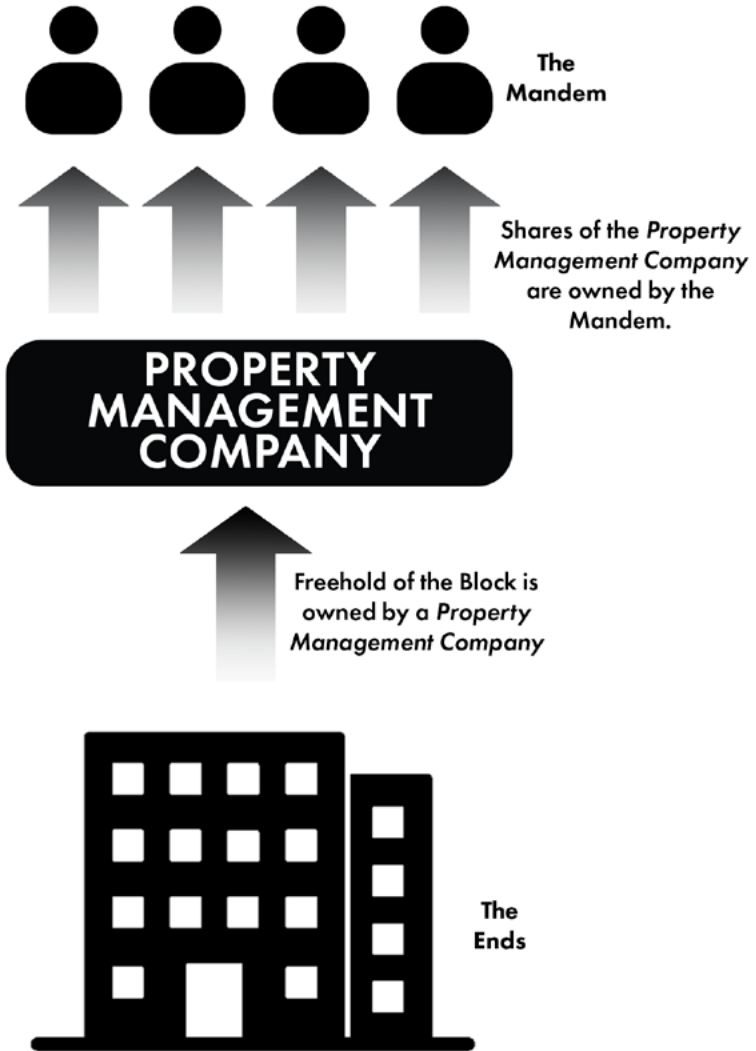 The
Mandem
Shares of the Property
Management Company
are owned by the
Mandem.
PROPERTY
MANAGEMENT
COMPANY
Freehold of the Block is
owned by a Property
Management Company
The
Ends